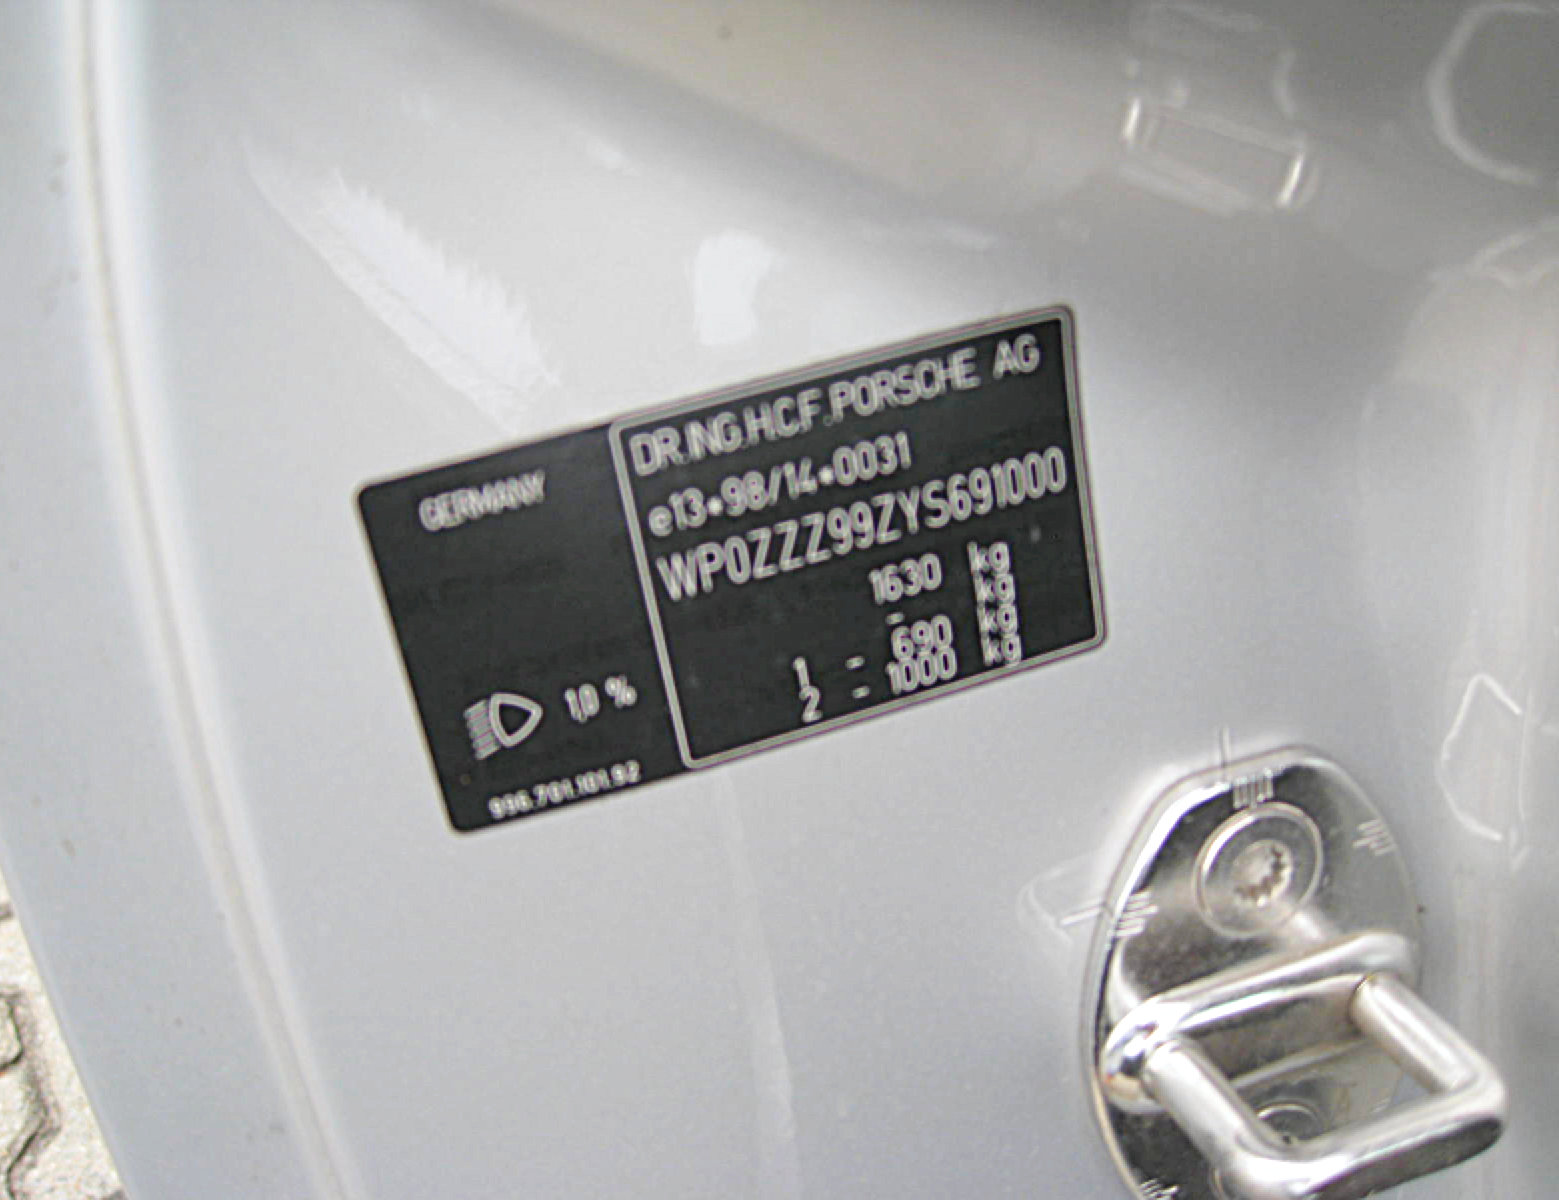 GERMANY
DR.ING.H.C.F.PORSCHE AG
e13*98/14*0031
WP0ZZZ99ZYS691000
1630 kg
- kg
1 - 690 kg
2 - 1000 kg
1,0 %
996.701.101.92